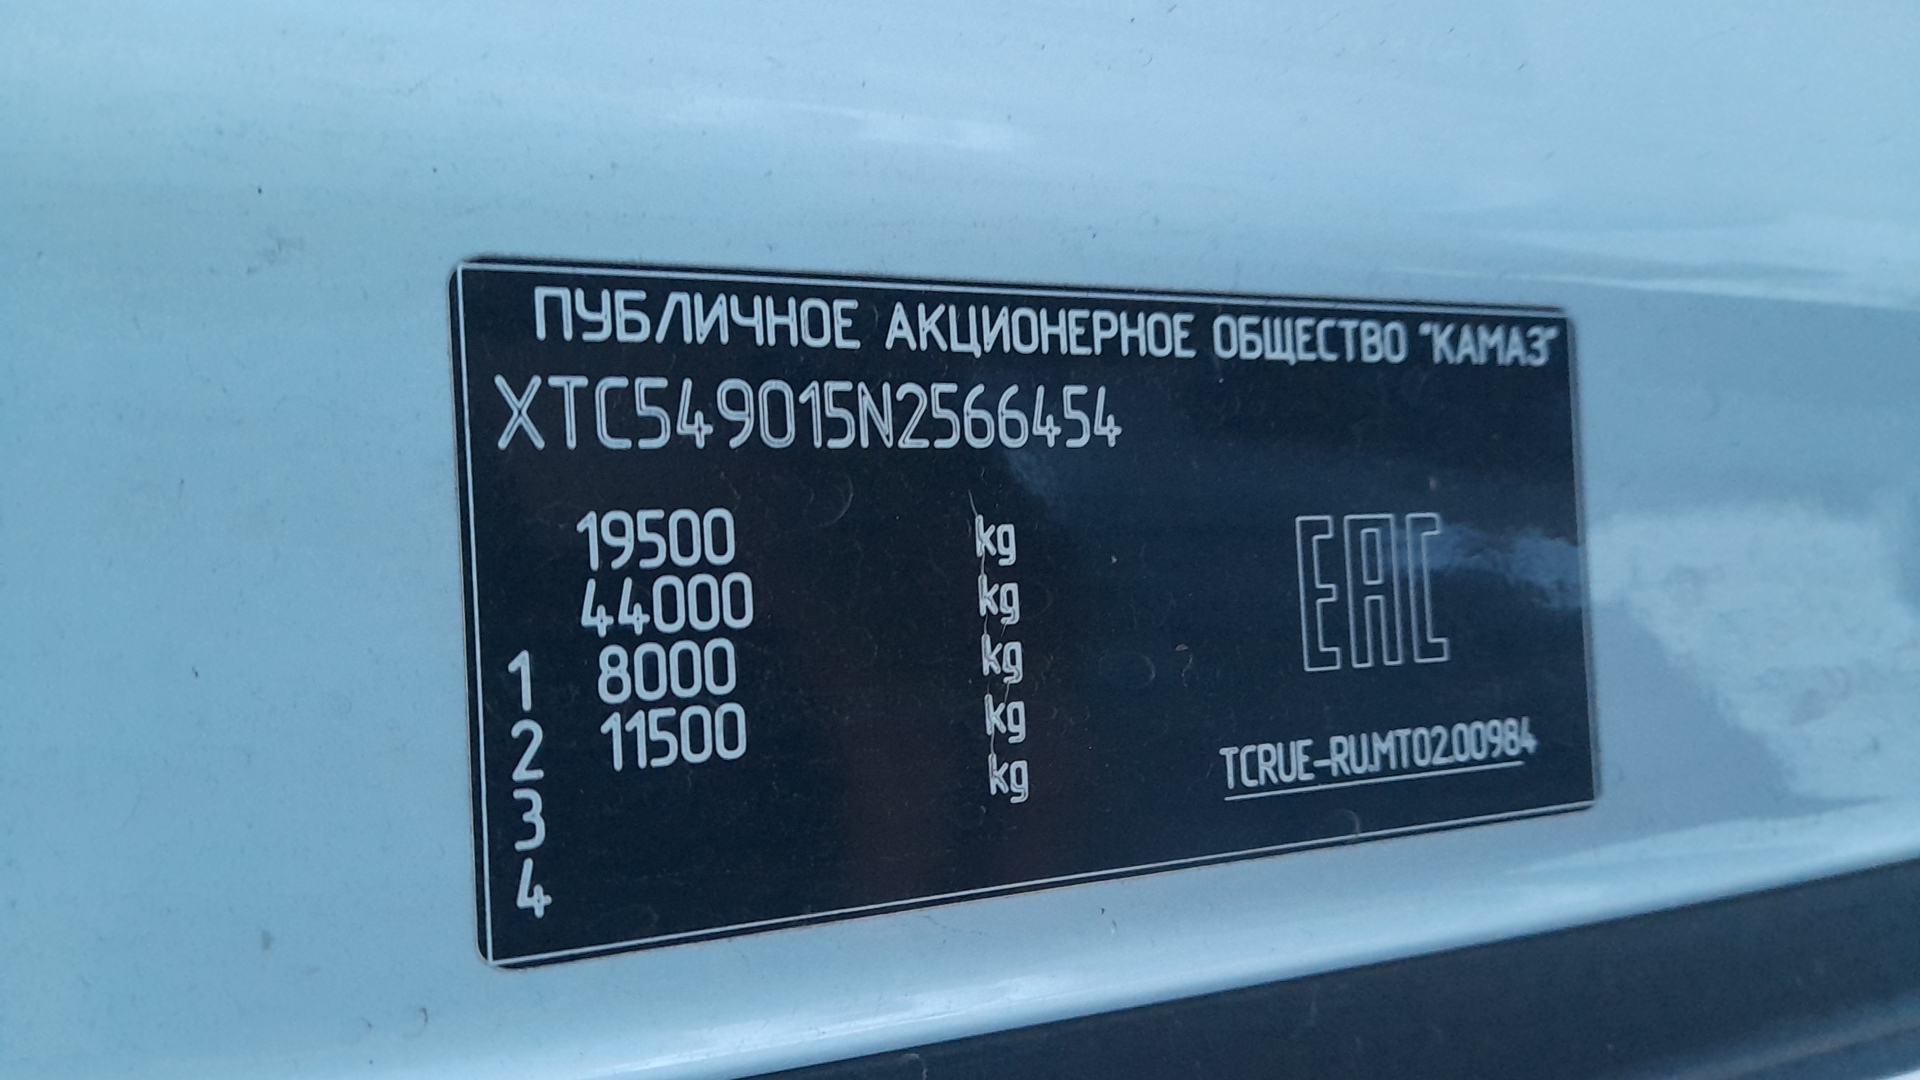 ПУБЛИЧНОЕ АКЦИОНЕРНОЕ ОБЩЕСТВО "КАМАЗ"
XTC549015N2566454
19500 kg
44000 kg
1 8000 kg
2 11500 kg
3 kg
4
EAC
TCRUE-RU.MT02.00984